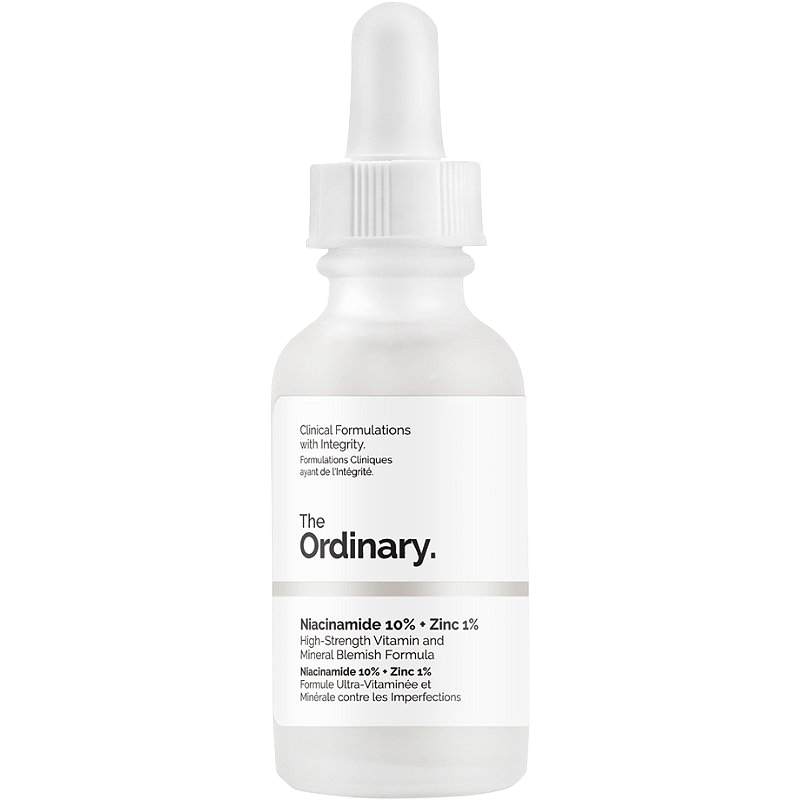 Clinical Formulations
with Integrity.
Formulations Cliniques
ayant de l'Intégrité.
The
Ordinary.
Niacinamide 10% + Zinc 1%
High-Strength Vitamin and
Mineral Blemish Formula
Niacinamide 10% + Zinc 1%
Formule Ultra-Vitaminée et
Minérale contre les Imperfections